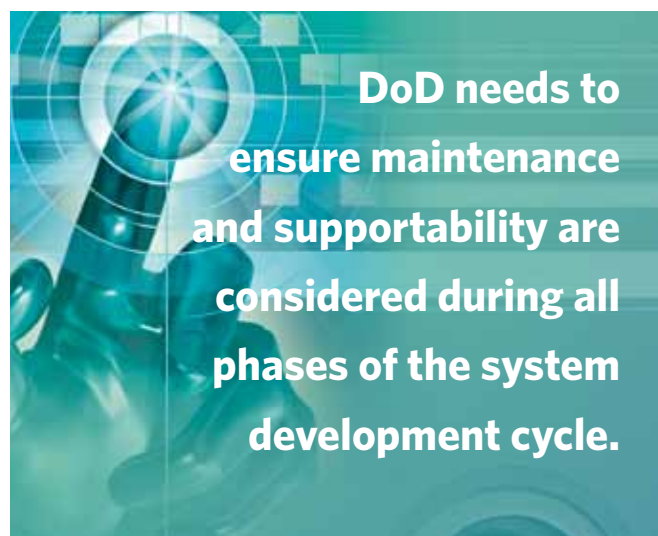 DoD needs to
ensure maintenance
and supportability are
considered during all
phases of the system
development cycle.